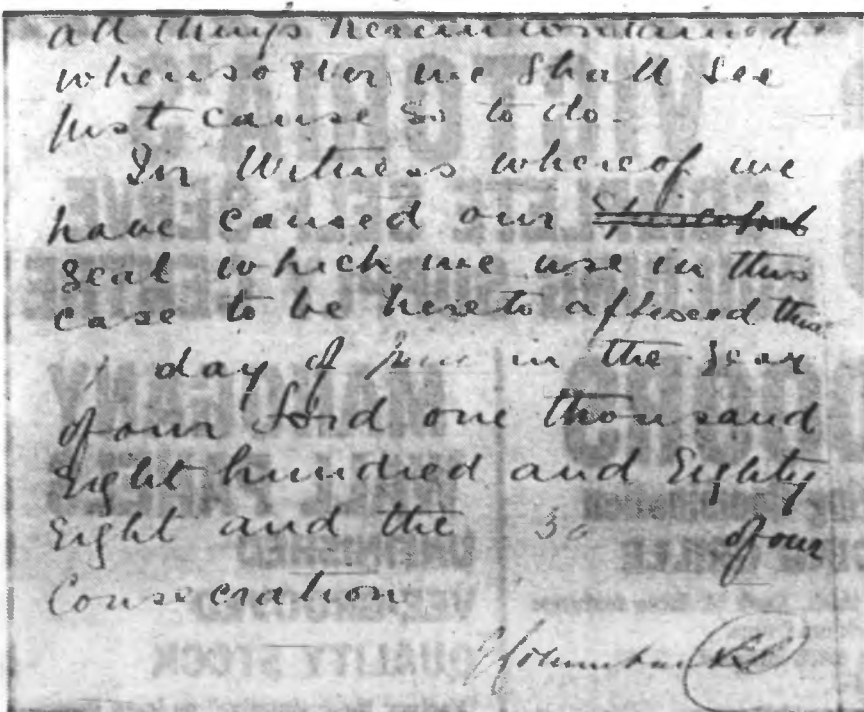 all things herein contained
whensoever we shall see
just cause so to do.
In Witness whereof we
have caused our
Seal which we use in this
case to be hereto affixed this
day of June in the Year
of our Lord one thousand
Eight hundred and Eighty
Eight and the 30 of our
Consecration